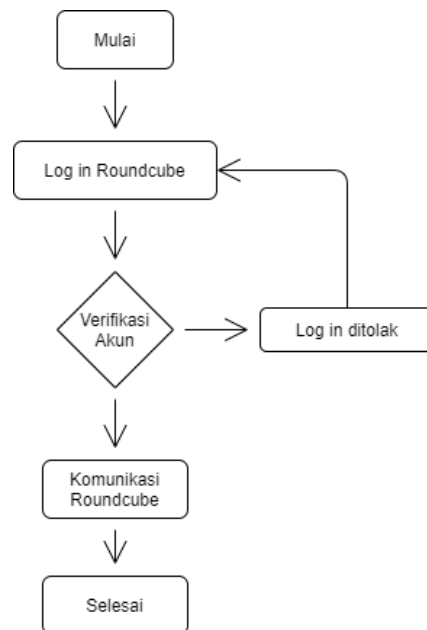 Mulai
Log in Roundcube
Verifikasi
Akun
Log in ditolak
Komunikasi
Roundcube
Selesai